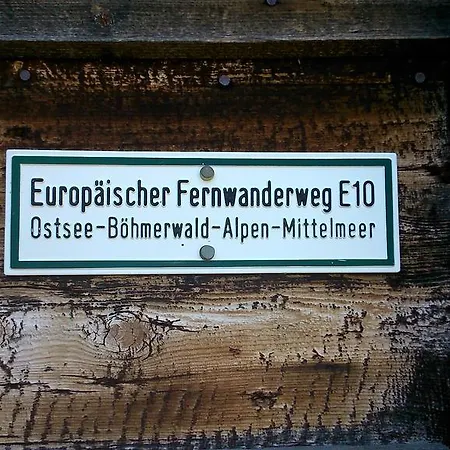 Europäischer Fernwanderweg E10
Ostsee-Böhmerwald-Alpen-Mittelmeer